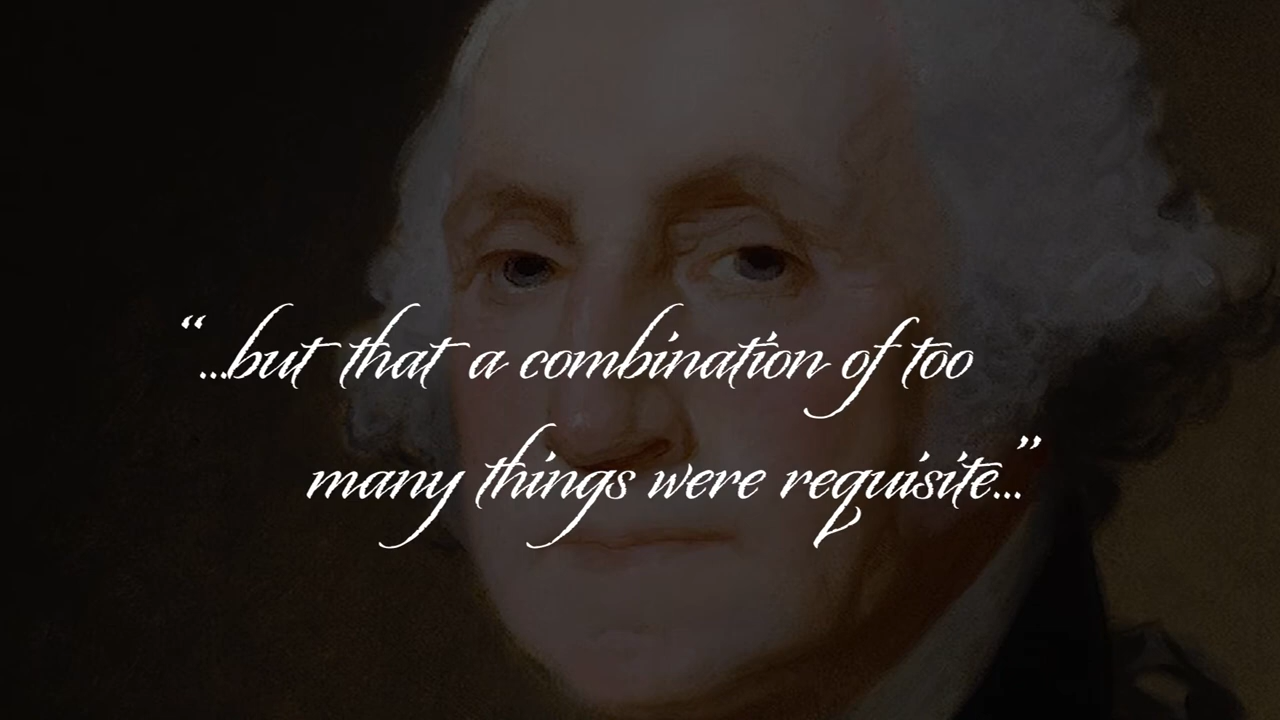 “...but that a combination of too
many things were requisite...”